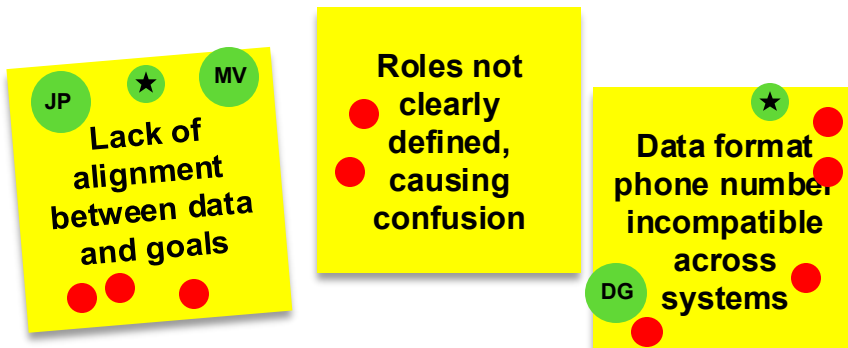 JP
MV
Lack of
alignment
between data
and goals
Roles not
clearly
defined,
causing
confusion
Data format
phone number
incompatible
across
systems
DG